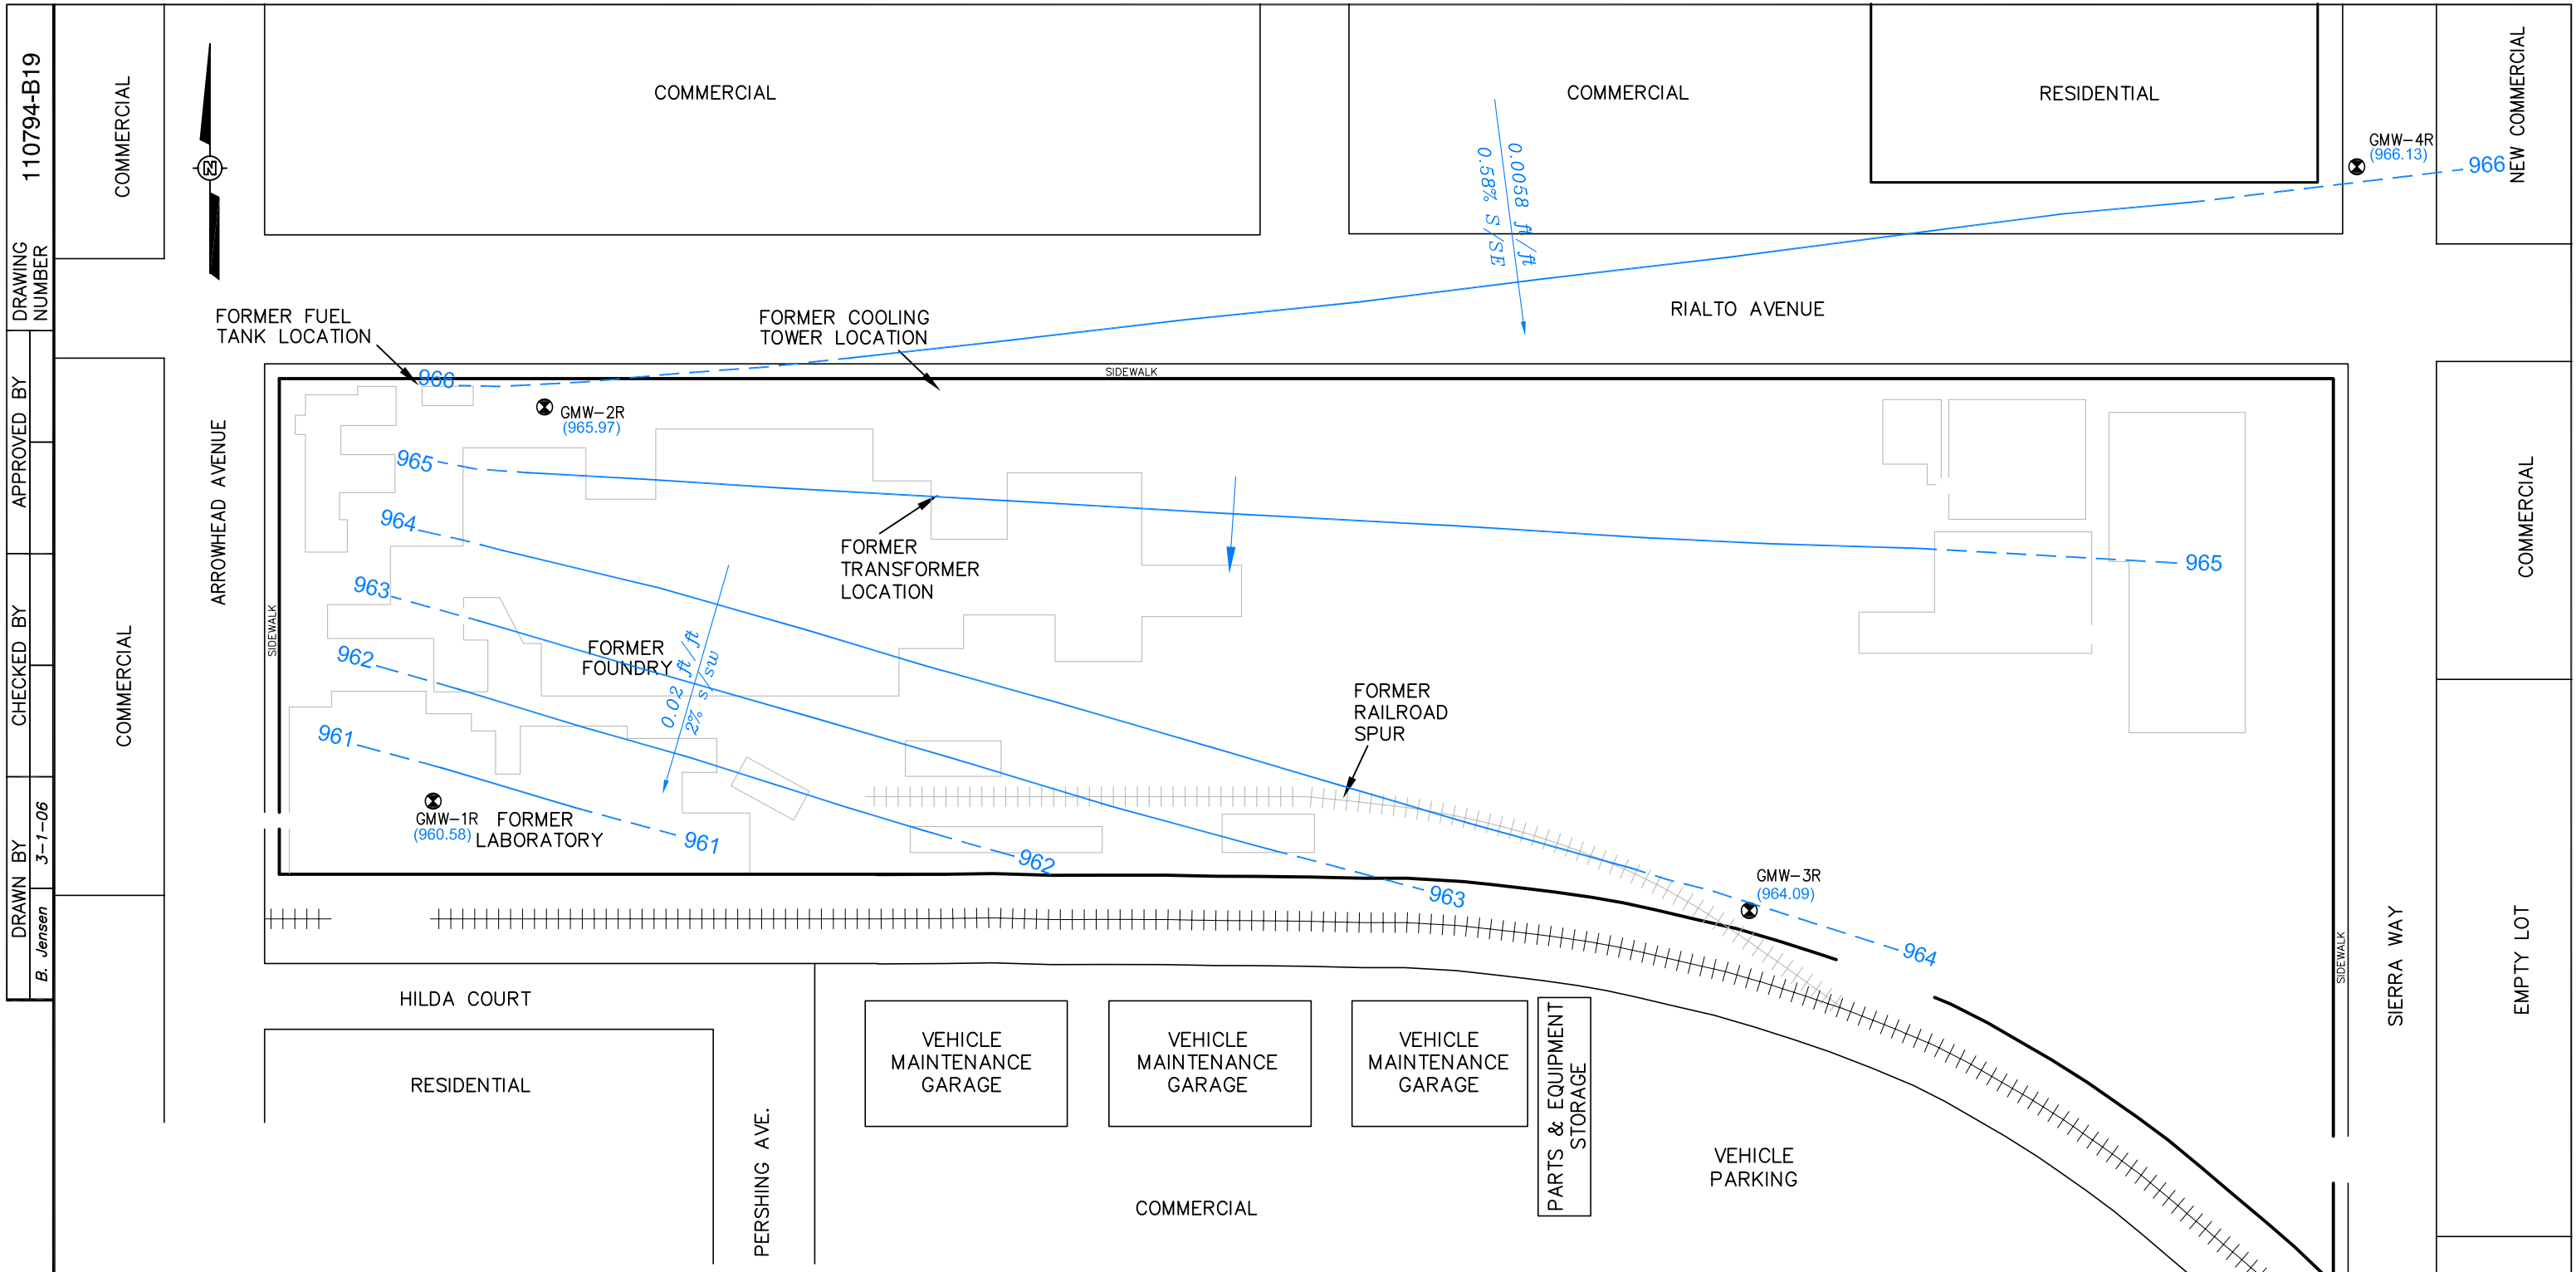 110794-B19
DRAWING
NUMBER
APPROVED BY
CHECKED BY
DRAWN BY
3-1-06
B. Jensen
COMMERCIAL
N
COMMERCIAL
COMMERCIAL
RESIDENTIAL
NEW COMMERCIAL
GMW-4R
(966.13)
966
0.0058 ft/ft
0.58% S/SE
RIALTO AVENUE
FORMER FUEL
TANK LOCATION
FORMER COOLING
TOWER LOCATION
SIDEWALK
966
GMW-2R
(965.97)
ARROWHEAD AVENUE
965
964
963
962
961
FORMER
TRANSFORMER
LOCATION
965
COMMERCIAL
SIDEWALK
COMMERCIAL
FORMER
FOUNDRY
0.02 ft/ft
2% s/sw
FORMER
RAILROAD
SPUR
GMW-1R
(960.58)
FORMER
LABORATORY
961
962
963
GMW-3R
(964.09)
964
SIDEWALK
SIERRA WAY
EMPTY LOT
HILDA COURT
RESIDENTIAL
PERSHING AVE.
VEHICLE
MAINTENANCE
GARAGE
VEHICLE
MAINTENANCE
GARAGE
VEHICLE
MAINTENANCE
GARAGE
PARTS & EQUIPMENT
STORAGE
VEHICLE
PARKING
COMMERCIAL